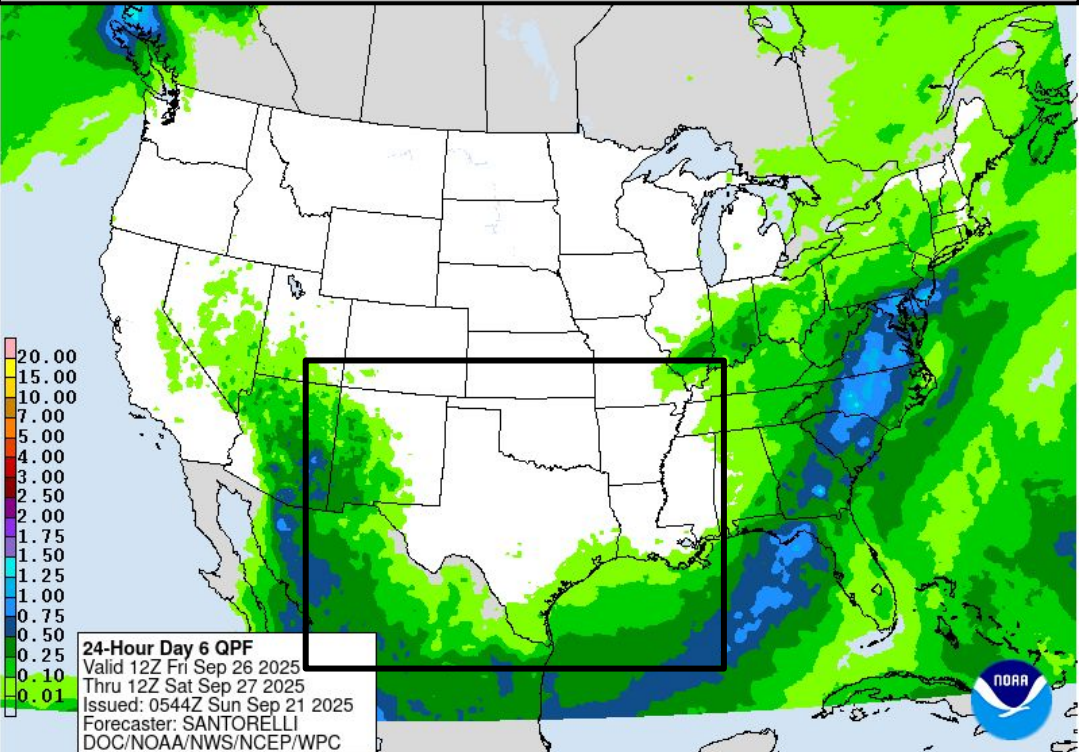 20.00
15.00
10.00
7.00
5.00
4.00
3.00
2.50
2.00
1.75
1.50
1.25
1.00
0.75
0.50
0.25
0.10
0.01
24-Hour Day 6 QPF
Valid 12Z Fri Sep 26 2025
Thru 12Z Sat Sep 27 2025
Issued: 0544Z Sun Sep 21 2025
Forecaster: SANTORELLI
DOC/NOAA/NWS/NCEP/WPC
NOAA